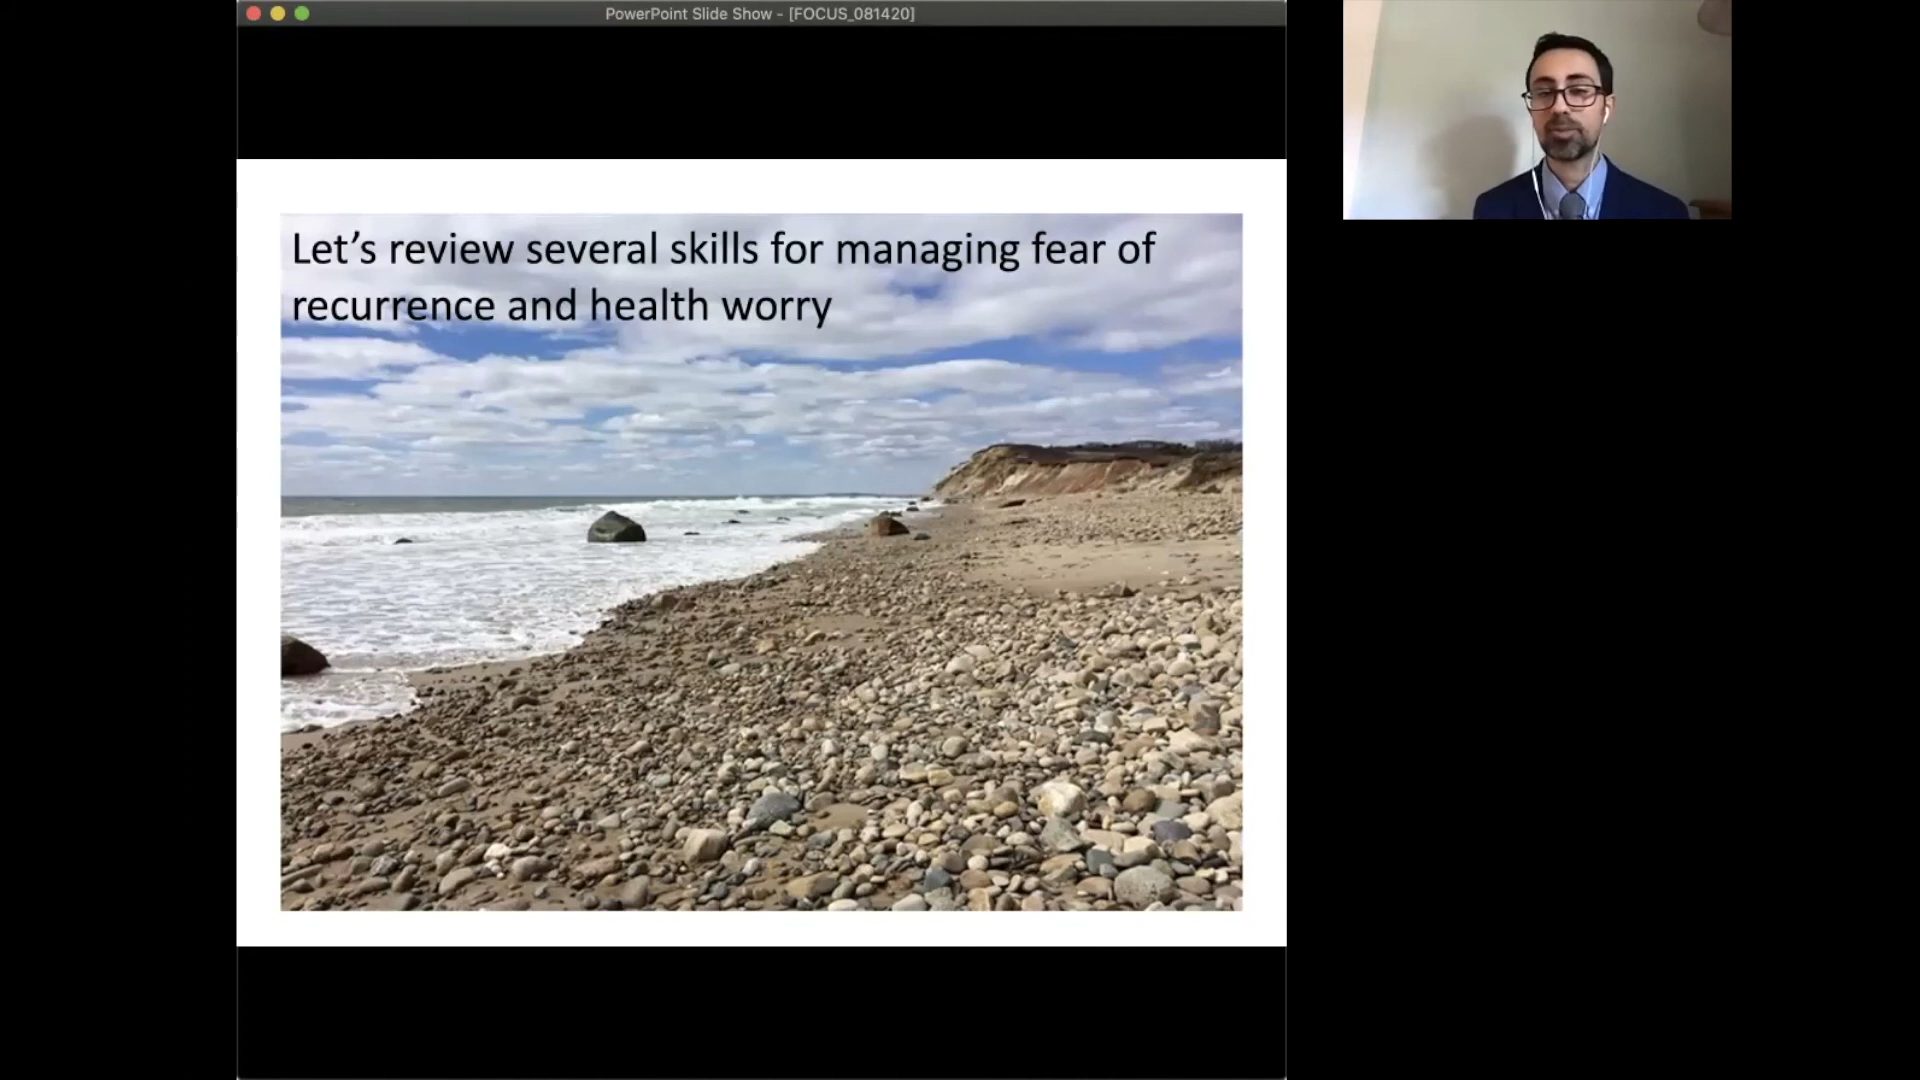 PowerPoint Slide Show - [FOCUS_081420]
Let’s review several skills for managing fear of
recurrence and health worry